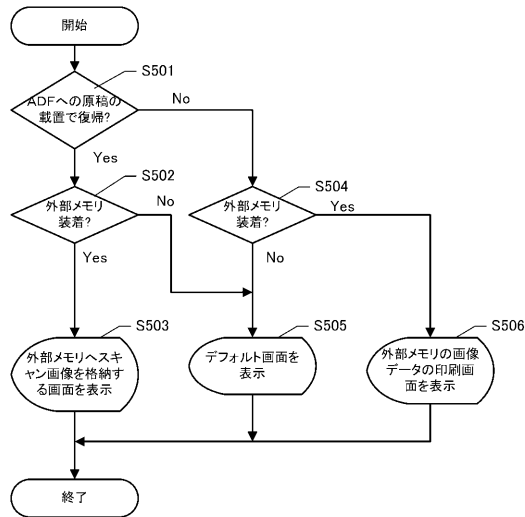 開始
S501
ADFへの原稿の
載置で復帰?
No
Yes
S502
外部メモリ
装着?
No
S504
外部メモリ
装着?
Yes
Yes
No
S503
外部メモリへスキ
ャン画像を格納す
る画面を表示
S505
デフォルト画面を
表示
S506
外部メモリの画像
データの印刷画
面を表示
終了